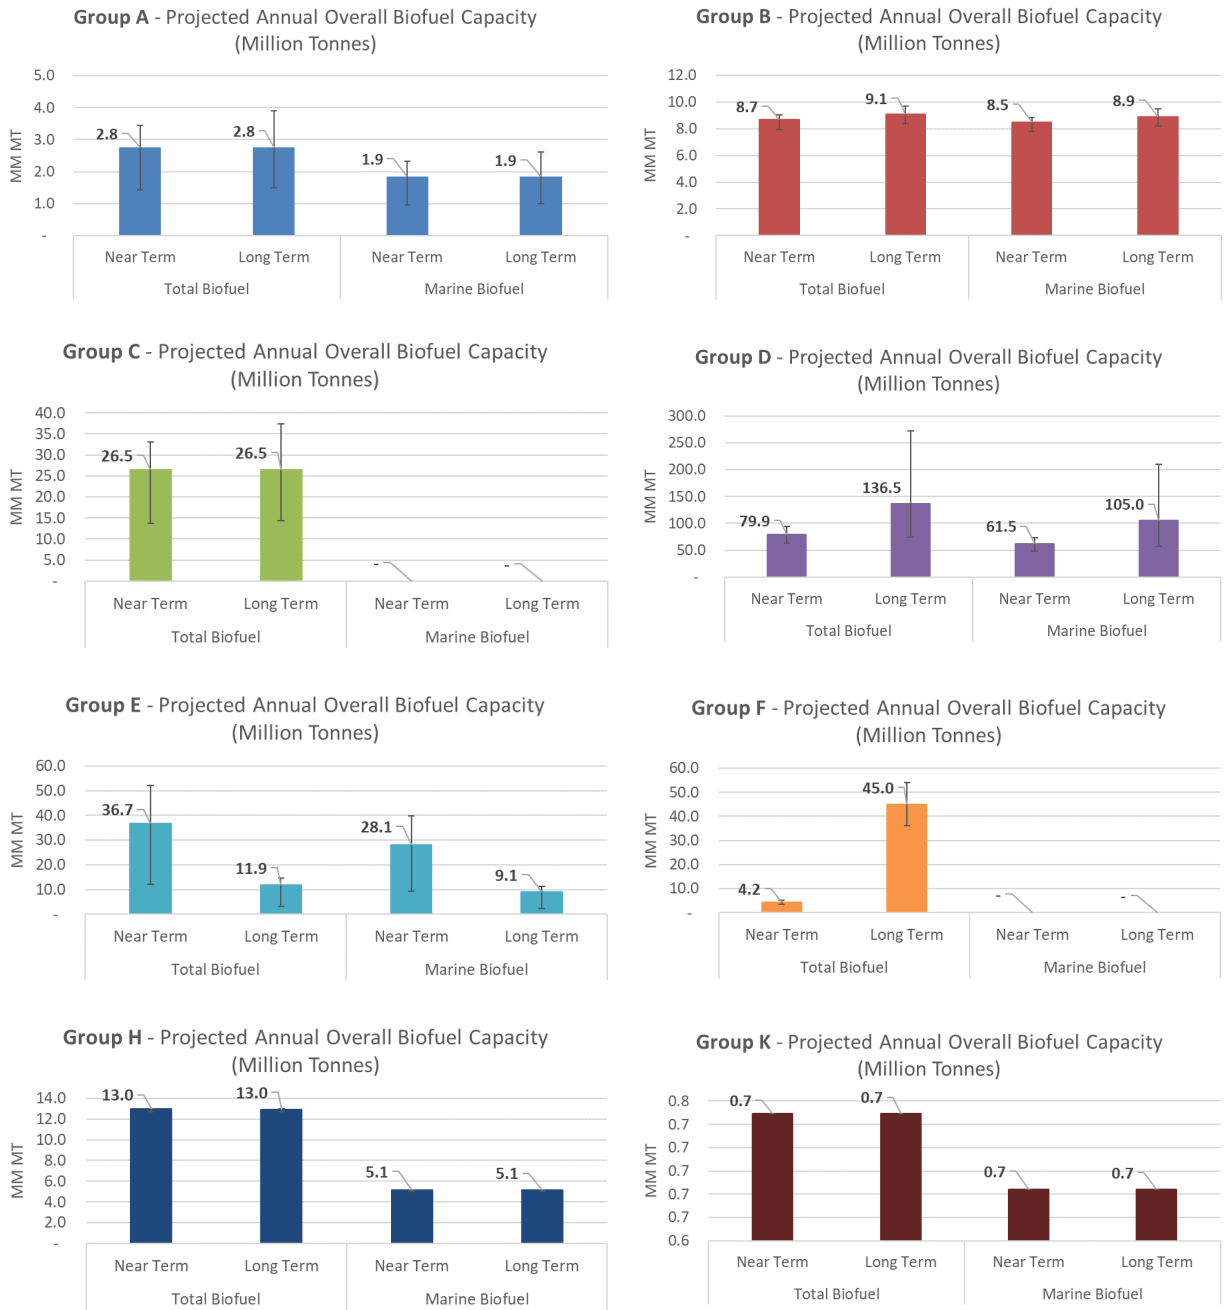 Group A - Projected Annual Overall Biofuel Capacity
(Million Tonnes)
MM MT
5.0
4.0
3.0
2.0
1.0
-
2.8
2.8
1.9
1.9
Near Term
Long Term
Near Term
Long Term
Total Biofuel
Marine Biofuel
Group B - Projected Annual Overall Biofuel Capacity
(Million Tonnes)
MM MT
12.0
10.0
8.0
6.0
4.0
2.0
-
8.7
9.1
8.5
8.9
Near Term
Long Term
Near Term
Long Term
Total Biofuel
Marine Biofuel
Group C - Projected Annual Overall Biofuel Capacity
(Million Tonnes)
MM MT
40.0
35.0
30.0
25.0
20.0
15.0
10.0
5.0
-
26.5
26.5
-
-
Near Term
Long Term
Near Term
Long Term
Total Biofuel
Marine Biofuel
Group D - Projected Annual Overall Biofuel Capacity
(Million Tonnes)
MM MT
300.0
250.0
200.0
150.0
100.0
50.0
-
79.9
136.5
61.5
105.0
Near Term
Long Term
Near Term
Long Term
Total Biofuel
Marine Biofuel
Group E - Projected Annual Overall Biofuel Capacity
(Million Tonnes)
MM MT
60.0
50.0
40.0
30.0
20.0
10.0
-
36.7
11.9
28.1
9.1
Near Term
Long Term
Near Term
Long Term
Total Biofuel
Marine Biofuel
Group F - Projected Annual Overall Biofuel Capacity
(Million Tonnes)
MM MT
60.0
50.0
40.0
30.0
20.0
10.0
-
4.2
45.0
-
-
Near Term
Long Term
Near Term
Long Term
Total Biofuel
Marine Biofuel
Group H - Projected Annual Overall Biofuel Capacity
(Million Tonnes)
MM MT
14.0
12.0
10.0
8.0
6.0
4.0
2.0
-
13.0
13.0
5.1
5.1
Near Term
Long Term
Near Term
Long Term
Total Biofuel
Marine Biofuel
Group K - Projected Annual Overall Biofuel Capacity
(Million Tonnes)
MM MT
0.8
0.7
0.7
0.7
0.7
0.7
0.6
0.7
0.7
0.7
0.7
Near Term
Long Term
Near Term
Long Term
Total Biofuel
Marine Biofuel